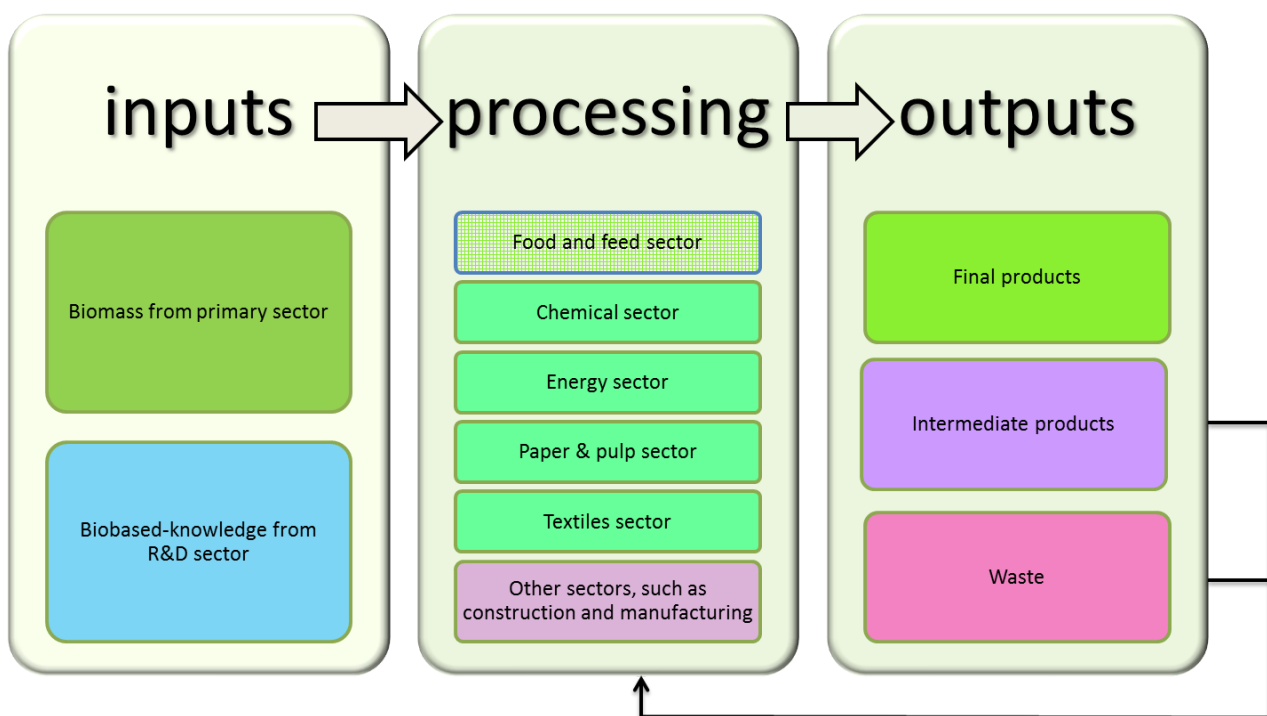 inputs
processing
outputs
Biomass from primary sector
Biobased-knowledge from
R&D sector
Food and feed sector
Chemical sector
Energy sector
Paper & pulp sector
Textiles sector
Other sectors, such as
construction and manufacturing
Final products
Intermediate products
Waste